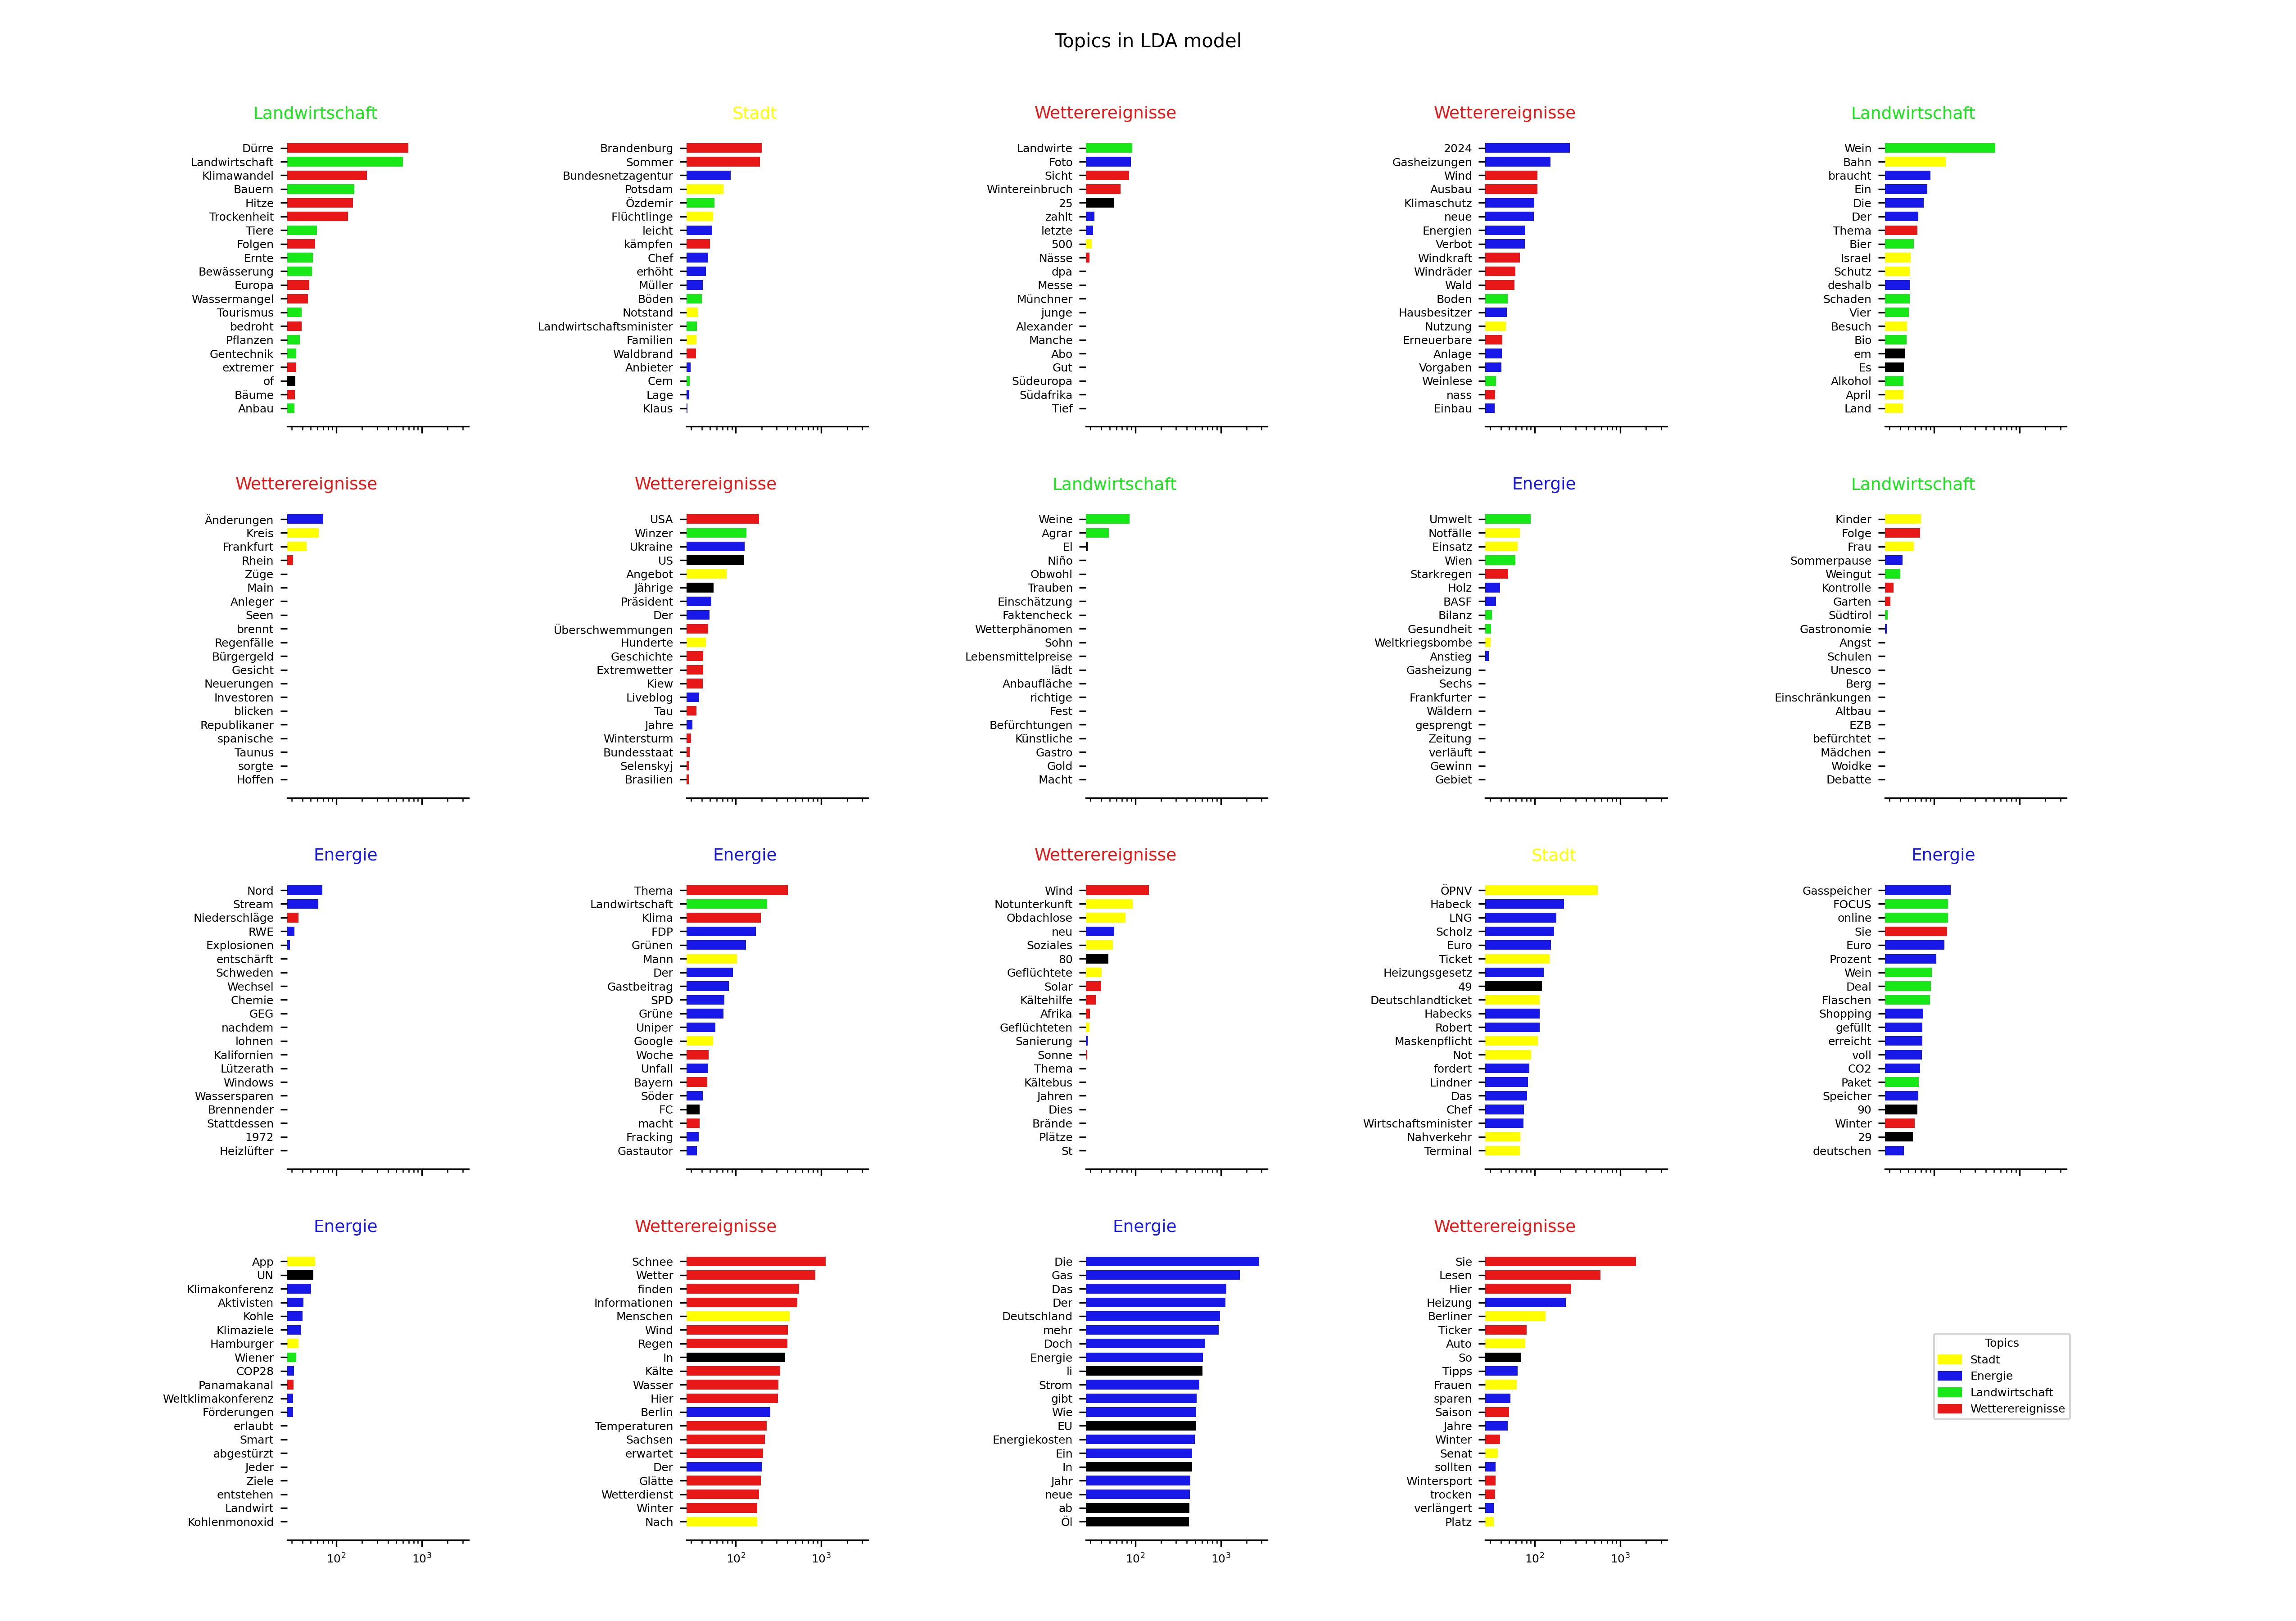 Topics in LDA model
Landwirtschaft
Dürre
Landwirtschaft
Klimawandel
Bauern
Hitze
Trockenheit
Tiere
Folgen
Ernte
Bewässerung
Europa
Wassermangel
Tourismus
bedroht
Pflanzen
Gentechnik
extremer
of
Bäume
Anbau
Stadt
Brandenburg
Sommer
Bundesnetzagentur
Potsdam
Özdemir
Flüchtlinge
leicht
kämpfen
Chef
erhöht
Müller
Böden
Notstand
Landwirtschaftsminister
Familien
Waldbrand
Anbieter
Cem
Lage
Klaus
Wetterereignisse
Landwirte
Foto
Sicht
Wintereinbruch
25
zahlt
letzte
500
Nässe
dpa
Messe
Münchner
junge
Alexander
Manche
Abo
Gut
Südeuropa
Südafrika
Tief
Wetterereignisse
2024
Gasheizungen
Wind
Ausbau
Klimaschutz
neue
Energien
Verbot
Windkraft
Windräder
Wald
Boden
Hausbesitzer
Nutzung
Erneuerbare
Anlage
Vorgaben
Weinlese
nass
Einbau
Landwirtschaft
Wein
Bahn
braucht
Ein
Die
Der
Thema
Bier
Israel
Schutz
deshalb
Schaden
Vier
Besuch
Bio
em
Es
Alkohol
April
Land
Wetterereignisse
Änderungen
Kreis
Frankfurt
Rhein
Züge
Main
Anleger
Seen
brennt
Regenfälle
Bürgergeld
Gesicht
Neuerungen
Investoren
blicken
Republikaner
spanische
Taunus
sorgte
Hoffen
Wetterereignisse
USA
Winzer
Ukraine
US
Angebot
Jährige
Präsident
Der
Überschwemmungen
Hunderte
Geschichte
Extremwetter
Kiew
Liveblog
Tau
Jahre
Wintersturm
Bundesstaat
Selenskyj
Brasilien
Landwirtschaft
Weine
Agrar
El
Niño
Obwohl
Trauben
Einschätzung
Faktencheck
Wetterphänomen
Sohn
Lebensmittelpreise
lädt
Anbaufläche
richtige
Fest
Befürchtungen
Künstliche
Gastro
Gold
Macht
Energie
Umwelt
Notfälle
Einsatz
Wien
Starkregen
Holz
BASF
Bilanz
Gesundheit
Weltkriegsbombe
Anstieg
Gasheizung
Sechs
Frankfurter
Wäldern
gesprengt
Zeitung
verläuft
Gewinn
Gebiet
Landwirtschaft
Kinder
Folge
Frau
Sommerpause
Weingut
Kontrolle
Garten
Südtirol
Gastronomie
Angst
Schulen
Unesco
Berg
Einschränkungen
Altbau
EZB
befürchtet
Mädchen
Woidke
Debatte
Energie
Nord
Stream
Niederschläge
RWE
Explosionen
entschärft
Schweden
Wechsel
Chemie
GEG
nachdem
lohnen
Kalifornien
Lützerath
Windows
Wassersparen
Brennender
Stattdessen
1972
Heizlüfter
Energie
Thema
Landwirtschaft
Klima
FDP
Grünen
Mann
Der
Gastbeitrag
SPD
Grüne
Uniper
Google
Woche
Unfall
Bayern
Söder
FC
macht
Fracking
Gastautor
Wetterereignisse
Wind
Notunterkunft
Obdachlose
neu
Soziales
80
Geflüchtete
Solar
Kältehilfe
Afrika
Geflüchteten
Sanierung
Sonne
Thema
Kältebus
Jahren
Dies
Brände
Plätze
St
Stadt
ÖPNV
Habeck
LNG
Scholz
Euro
Ticket
Heizungsgesetz
49
Deutschlandticket
Habecks
Robert
Maskenpflicht
Not
fordert
Lindner
Das
Chef
Wirtschaftsminister
Nahverkehr
Terminal
Energie
Gasspeicher
FOCUS
online
Sie
Euro
Prozent
Wein
Deal
Flaschen
Shopping
gefüllt
erreicht
voll
CO2
Paket
Speicher
90
Winter
29
deutschen
Energie
App
UN
Klimakonferenz
Aktivisten
Kohle
Klimaziele
Hamburger
Wiener
COP28
Panamakanal
Weltklimakonferenz
Förderungen
erlaubt
Smart
abgestürzt
Jeder
Ziele
entstehen
Landwirt
Kohlenmonoxid
10²
10³
Wetterereignisse
Schnee
Wetter
finden
Informationen
Menschen
Wind
Regen
In
Kälte
Wasser
Hier
Berlin
Temperaturen
Sachsen
erwartet
Der
Glätte
Wetterdienst
Winter
Nach
10²
10³
Energie
Die
Gas
Das
Der
Deutschland
mehr
Doch
Energie
li
Strom
gibt
Wie
EU
Energiekosten
Ein
In
Jahr
neue
ab
Öl
10²
10³
Wetterereignisse
Sie
Lesen
Hier
Heizung
Berliner
Ticker
Auto
So
Tipps
Frauen
sparen
Saison
Jahre
Winter
Senat
sollten
Wintersport
trocken
verlängert
Platz
10²
10³
Topics
Stadt
Energie
Landwirtschaft
Wetterereignisse